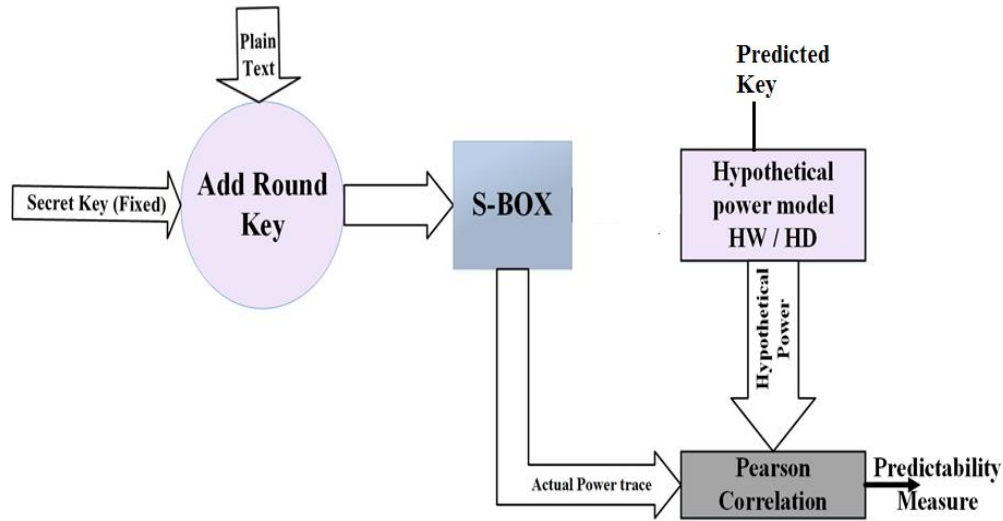 Plain
Text
Predicted
Key
Secret Key (Fixed)
Add Round
Key
S-BOX
Hypothetical
power model
HW / HD
Hypothetical
Power
Actual Power trace
Pearson
Correlation
Predictability
Measure